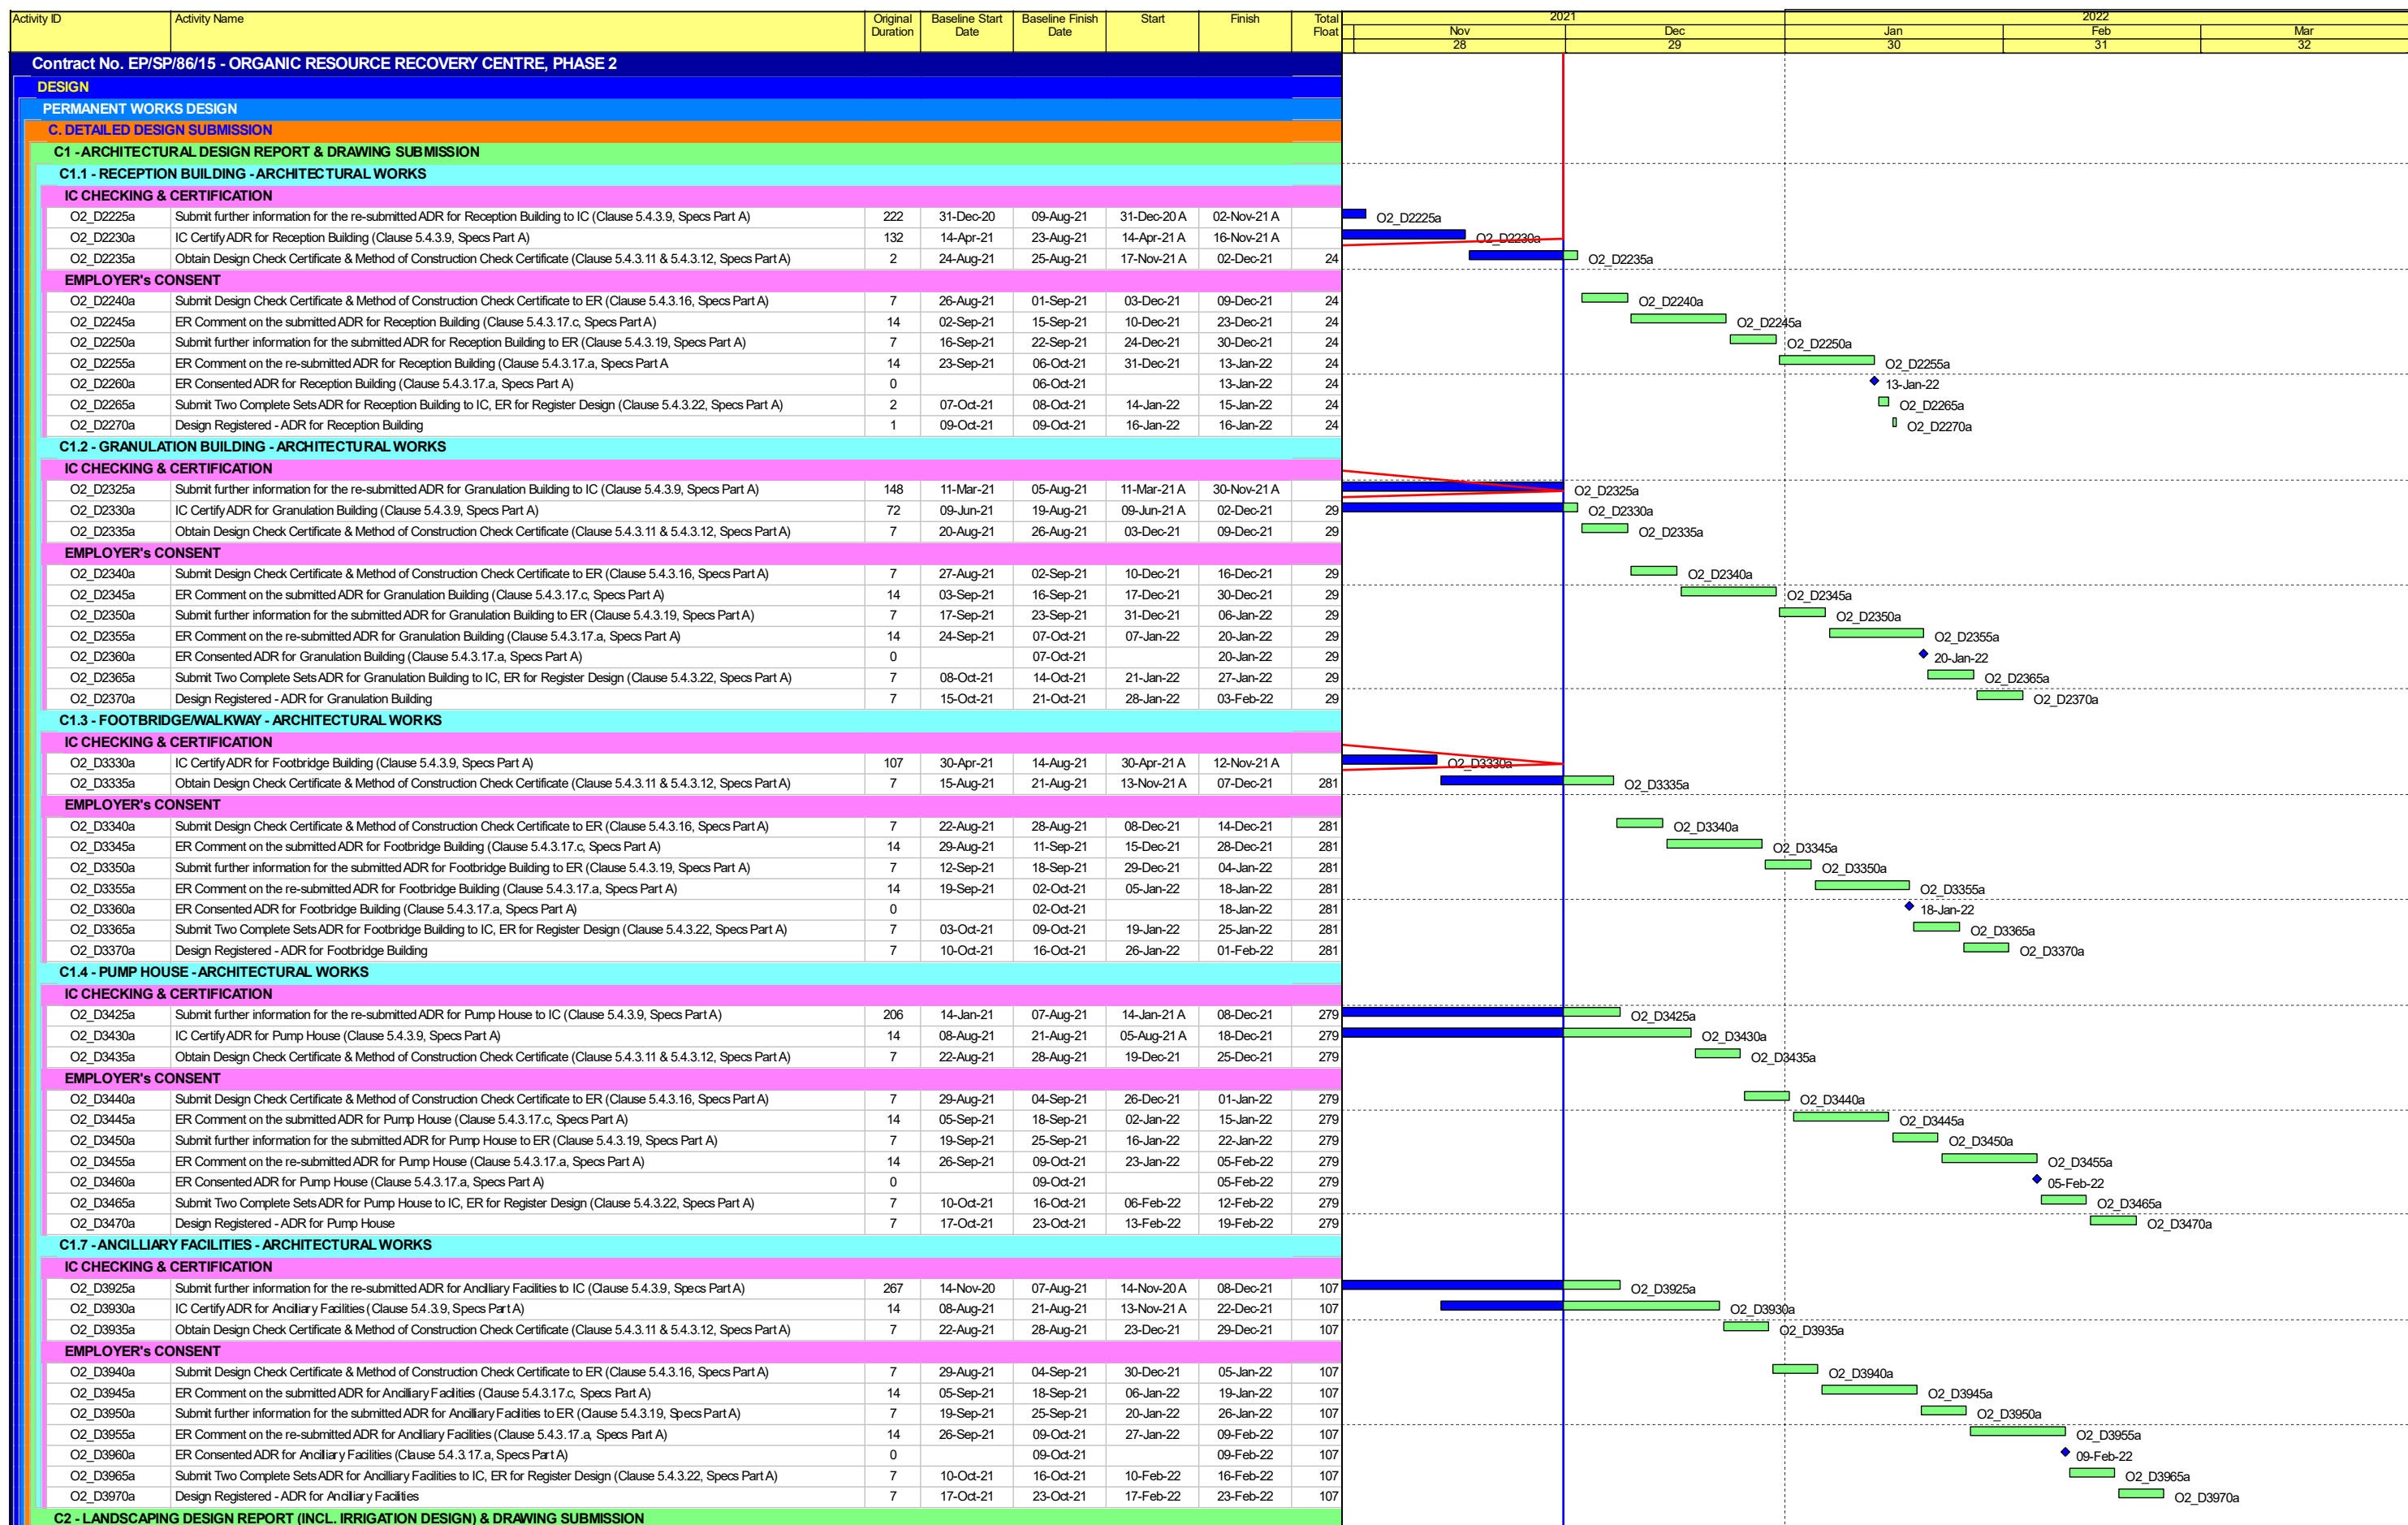 Activity ID Activity Name Original Duration Baseline Start Date Baseline Finish Date Start Finish Total Float 2021 2022
Nov Dec Jan Feb Mar
28 29 30 31 32
Contract No. EP/SP/86/15 - ORGANIC RESOURCE RECOVERY CENTRE, PHASE 2
DESIGN
PERMANENT WORKS DESIGN
C. DETAILED DESIGN SUBMISSION
C1 - ARCHITECTURAL DESIGN REPORT & DRAWING SUBMISSION
C1.1 - RECEPTION BUILDING - ARCHITECTURAL WORKS
IC CHECKING & CERTIFICATION
O2_D2225a Submit further information for the re-submitted ADR for Reception Building to IC (Clause 5.4.3.9, Specs Part A) 222 31-Dec-20 09-Aug-21 31-Dec-20 A 02-Nov-21 A O2_D2225a
O2_D2230a IC Certify ADR for Reception Building (Clause 5.4.3.9, Specs Part A) 132 14-Apr-21 23-Aug-21 14-Apr-21 A 16-Nov-21 A O2_D2230a
O2_D2235a Obtain Design Check Certificate & Method of Construction Check Certificate (Clause 5.4.3.11 & 5.4.3.12, Specs Part A) 2 24-Aug-21 25-Aug-21 17-Nov-21 A 02-Dec-21 24 O2_D2235a
EMPLOYER's CONSENT
O2_D2240a Submit Design Check Certificate & Method of Construction Check Certificate to ER (Clause 5.4.3.16, Specs Part A) 7 26-Aug-21 01-Sep-21 03-Dec-21 09-Dec-21 24 O2_D2240a
O2_D2245a ER Comment on the submitted ADR for Reception Building (Clause 5.4.3.17.c, Specs Part A) 14 02-Sep-21 15-Sep-21 10-Dec-21 23-Dec-21 24 O2_D2245a
O2_D2250a Submit further information for the submitted ADR for Reception Building to ER (Clause 5.4.3.19, Specs Part A) 7 16-Sep-21 22-Sep-21 24-Dec-21 30-Dec-21 24 O2_D2250a
O2_D2255a ER Comment on the re-submitted ADR for Reception Building (Clause 5.4.3.17.a, Specs Part A 14 23-Sep-21 06-Oct-21 31-Dec-21 13-Jan-22 24 O2_D2255a
O2_D2260a ER Consented ADR for Reception Building (Clause 5.4.3.17.a, Specs Part A) 0 06-Oct-21 13-Jan-22 24 13-Jan-22
O2_D2265a Submit Two Complete Sets ADR for Reception Building to IC, ER for Register Design (Clause 5.4.3.22, Specs Part A) 2 07-Oct-21 08-Oct-21 14-Jan-22 15-Jan-22 24 O2_D2265a
O2_D2270a Design Registered - ADR for Reception Building 1 09-Oct-21 09-Oct-21 16-Jan-22 16-Jan-22 24 O2_D2270a
C1.2 - GRANULATION BUILDING - ARCHITECTURAL WORKS
IC CHECKING & CERTIFICATION
O2_D2325a Submit further information for the re-submitted ADR for Granulation Building to IC (Clause 5.4.3.9, Specs Part A) 148 11-Mar-21 05-Aug-21 11-Mar-21 A 30-Nov-21 A O2_D2325a
O2_D2330a IC Certify ADR for Granulation Building (Clause 5.4.3.9, Specs Part A) 72 09-Jun-21 19-Aug-21 09-Jun-21 A 02-Dec-21 29 O2_D2330a
O2_D2335a Obtain Design Check Certificate & Method of Construction Check Certificate (Clause 5.4.3.11 & 5.4.3.12, Specs Part A) 7 20-Aug-21 26-Aug-21 03-Dec-21 09-Dec-21 29 O2_D2335a
EMPLOYER's CONSENT
O2_D2340a Submit Design Check Certificate & Method of Construction Check Certificate to ER (Clause 5.4.3.16, Specs Part A) 7 27-Aug-21 02-Sep-21 10-Dec-21 16-Dec-21 29 O2_D2340a
O2_D2345a ER Comment on the submitted ADR for Granulation Building (Clause 5.4.3.17.c, Specs Part A) 14 03-Sep-21 16-Sep-21 17-Dec-21 30-Dec-21 29 O2_D2345a
O2_D2350a Submit further information for the submitted ADR for Granulation Building to ER (Clause 5.4.3.19, Specs Part A) 7 17-Sep-21 23-Sep-21 31-Dec-21 06-Jan-22 29 O2_D2350a
O2_D2355a ER Comment on the re-submitted ADR for Granulation Building (Clause 5.4.3.17.a, Specs Part A) 14 24-Sep-21 07-Oct-21 07-Jan-22 20-Jan-22 29 O2_D2355a
O2_D2360a ER Consented ADR for Granulation Building (Clause 5.4.3.17.a, Specs Part A) 0 07-Oct-21 20-Jan-22 29 20-Jan-22
O2_D2365a Submit Two Complete Sets ADR for Granulation Building to IC, ER for Register Design (Clause 5.4.3.22, Specs Part A) 7 08-Oct-21 14-Oct-21 21-Jan-22 27-Jan-22 29 O2_D2365a
O2_D2370a Design Registered - ADR for Granulation Building 7 15-Oct-21 21-Oct-21 28-Jan-22 03-Feb-22 29 O2_D2370a
C1.3 - FOOTBRIDGE/WALKWAY - ARCHITECTURAL WORKS
IC CHECKING & CERTIFICATION
O2_D3330a IC Certify ADR for Footbridge Building (Clause 5.4.3.9, Specs Part A) 107 30-Apr-21 14-Aug-21 30-Apr-21 A 12-Nov-21 A O2_D3330a
O2_D3335a Obtain Design Check Certificate & Method of Construction Check Certificate (Clause 5.4.3.11 & 5.4.3.12, Specs Part A) 7 15-Aug-21 21-Aug-21 13-Nov-21 A 07-Dec-21 281 O2_D3335a
EMPLOYER's CONSENT
O2_D3340a Submit Design Check Certificate & Method of Construction Check Certificate to ER (Clause 5.4.3.16, Specs Part A) 7 22-Aug-21 28-Aug-21 08-Dec-21 14-Dec-21 281 O2_D3340a
O2_D3345a ER Comment on the submitted ADR for Footbridge Building (Clause 5.4.3.17.c, Specs Part A) 14 29-Aug-21 11-Sep-21 15-Dec-21 28-Dec-21 281 O2_D3345a
O2_D3350a Submit further information for the submitted ADR for Footbridge Building to ER (Clause 5.4.3.19, Specs Part A) 7 12-Sep-21 18-Sep-21 29-Dec-21 04-Jan-22 281 O2_D3350a
O2_D3355a ER Comment on the re-submitted ADR for Footbridge Building (Clause 5.4.3.17.a, Specs Part A) 14 19-Sep-21 02-Oct-21 05-Jan-22 18-Jan-22 281 O2_D3355a
O2_D3360a ER Consented ADR for Footbridge Building (Clause 5.4.3.17.a, Specs Part A) 0 02-Oct-21 18-Jan-22 281 18-Jan-22
O2_D3365a Submit Two Complete Sets ADR for Footbridge Building to IC, ER for Register Design (Clause 5.4.3.22, Specs Part A) 7 03-Oct-21 09-Oct-21 19-Jan-22 25-Jan-22 281 O2_D3365a
O2_D3370a Design Registered - ADR for Footbridge Building 7 10-Oct-21 16-Oct-21 26-Jan-22 01-Feb-22 281 O2_D3370a
C1.4 - PUMP HOUSE - ARCHITECTURAL WORKS
IC CHECKING & CERTIFICATION
O2_D3425a Submit further information for the re-submitted ADR for Pump House to IC (Clause 5.4.3.9, Specs Part A) 206 14-Jan-21 07-Aug-21 14-Jan-21 A 08-Dec-21 279 O2_D3425a
O2_D3430a IC Certify ADR for Pump House (Clause 5.4.3.9, Specs Part A) 14 08-Aug-21 21-Aug-21 05-Aug-21 A 18-Dec-21 279 O2_D3430a
O2_D3435a Obtain Design Check Certificate & Method of Construction Check Certificate (Clause 5.4.3.11 & 5.4.3.12, Specs Part A) 7 22-Aug-21 28-Aug-21 19-Dec-21 25-Dec-21 279 O2_D3435a
EMPLOYER's CONSENT
O2_D3440a Submit Design Check Certificate & Method of Construction Check Certificate to ER (Clause 5.4.3.16, Specs Part A) 7 29-Aug-21 04-Sep-21 26-Dec-21 01-Jan-22 279 O2_D3440a
O2_D3445a ER Comment on the submitted ADR for Pump House (Clause 5.4.3.17.c, Specs Part A) 14 05-Sep-21 18-Sep-21 02-Jan-22 15-Jan-22 279 O2_D3445a
O2_D3450a Submit further information for the submitted ADR for Pump House to ER (Clause 5.4.3.19, Specs Part A) 7 19-Sep-21 25-Sep-21 16-Jan-22 22-Jan-22 279 O2_D3450a
O2_D3455a ER Comment on the re-submitted ADR for Pump House (Clause 5.4.3.17.a, Specs Part A) 14 26-Sep-21 09-Oct-21 23-Jan-22 05-Feb-22 279 O2_D3455a
O2_D3460a ER Consented ADR for Pump House (Clause 5.4.3.17.a, Specs Part A) 0 09-Oct-21 05-Feb-22 279 05-Feb-22
O2_D3465a Submit Two Complete Sets ADR for Pump House to IC, ER for Register Design (Clause 5.4.3.22, Specs Part A) 7 10-Oct-21 16-Oct-21 06-Feb-22 12-Feb-22 279 O2_D3465a
O2_D3470a Design Registered - ADR for Pump House 7 17-Oct-21 23-Oct-21 13-Feb-22 19-Feb-22 279 O2_D3470a
C1.7 - ANCILLIARY FACILITIES - ARCHITECTURAL WORKS
IC CHECKING & CERTIFICATION
O2_D3925a Submit further information for the re-submitted ADR for Ancilliary Facilities to IC (Clause 5.4.3.9, Specs Part A) 267 14-Nov-20 07-Aug-21 14-Nov-20 A 08-Dec-21 107 O2_D3925a
O2_D3930a IC Certify ADR for Ancilliary Facilities (Clause 5.4.3.9, Specs Part A) 14 08-Aug-21 21-Aug-21 13-Nov-21 A 22-Dec-21 107 O2_D3930a
O2_D3935a Obtain Design Check Certificate & Method of Construction Check Certificate (Clause 5.4.3.11 & 5.4.3.12, Specs Part A) 7 22-Aug-21 28-Aug-21 23-Dec-21 29-Dec-21 107 O2_D3935a
EMPLOYER's CONSENT
O2_D3940a Submit Design Check Certificate & Method of Construction Check Certificate to ER (Clause 5.4.3.16, Specs Part A) 7 29-Aug-21 04-Sep-21 30-Dec-21 05-Jan-22 107 O2_D3940a
O2_D3945a ER Comment on the submitted ADR for Ancilliary Facilities (Clause 5.4.3.17.c, Specs Part A) 14 05-Sep-21 18-Sep-21 06-Jan-22 19-Jan-22 107 O2_D3945a
O2_D3950a Submit further information for the submitted ADR for Ancilliary Facilities to ER (Clause 5.4.3.19, Specs Part A) 7 19-Sep-21 25-Sep-21 20-Jan-22 26-Jan-22 107 O2_D3950a
O2_D3955a ER Comment on the re-submitted ADR for Ancilliary Facilities (Clause 5.4.3.17.a, Specs Part A) 14 26-Sep-21 09-Oct-21 27-Jan-22 09-Feb-22 107 O2_D3955a
O2_D3960a ER Consented ADR for Ancilliary Facilities (Clause 5.4.3.17.a, Specs Part A) 0 09-Oct-21 09-Feb-22 107 09-Feb-22
O2_D3965a Submit Two Complete Sets ADR for Ancilliary Facilities to IC, ER for Register Design (Clause 5.4.3.22, Specs Part A) 7 10-Oct-21 16-Oct-21 10-Feb-22 16-Feb-22 107 O2_D3965a
O2_D3970a Design Registered - ADR for Ancilliary Facilities 7 17-Oct-21 23-Oct-21 17-Feb-22 23-Feb-22 107 O2_D3970a
C2 - LANDSCAPING DESIGN REPORT (INCL. IRRIGATION DESIGN) & DRAWING SUBMISSION